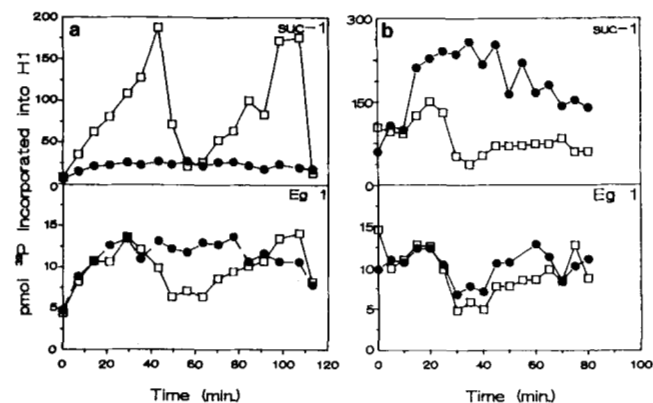 a
suc-1
200
150
100
50
Eg 1
15
10
5
0
0 20 40 60 80 100 120
Time (min.)
pmol ³²P Incorporated into H1
b
suc-1
300
150
0
Eg 1
15
10
5
0
0 20 40 60 80 100
Time (min.)